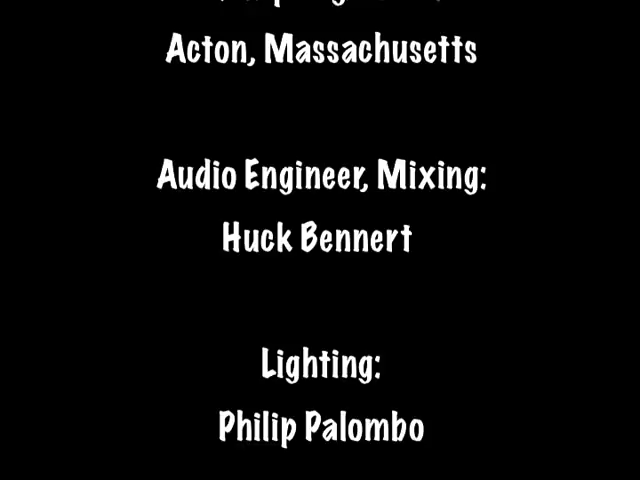 Acton, Massachusetts
Audio Engineer, Mixing:
Huck Bennert
Lighting:
Philip Palombo